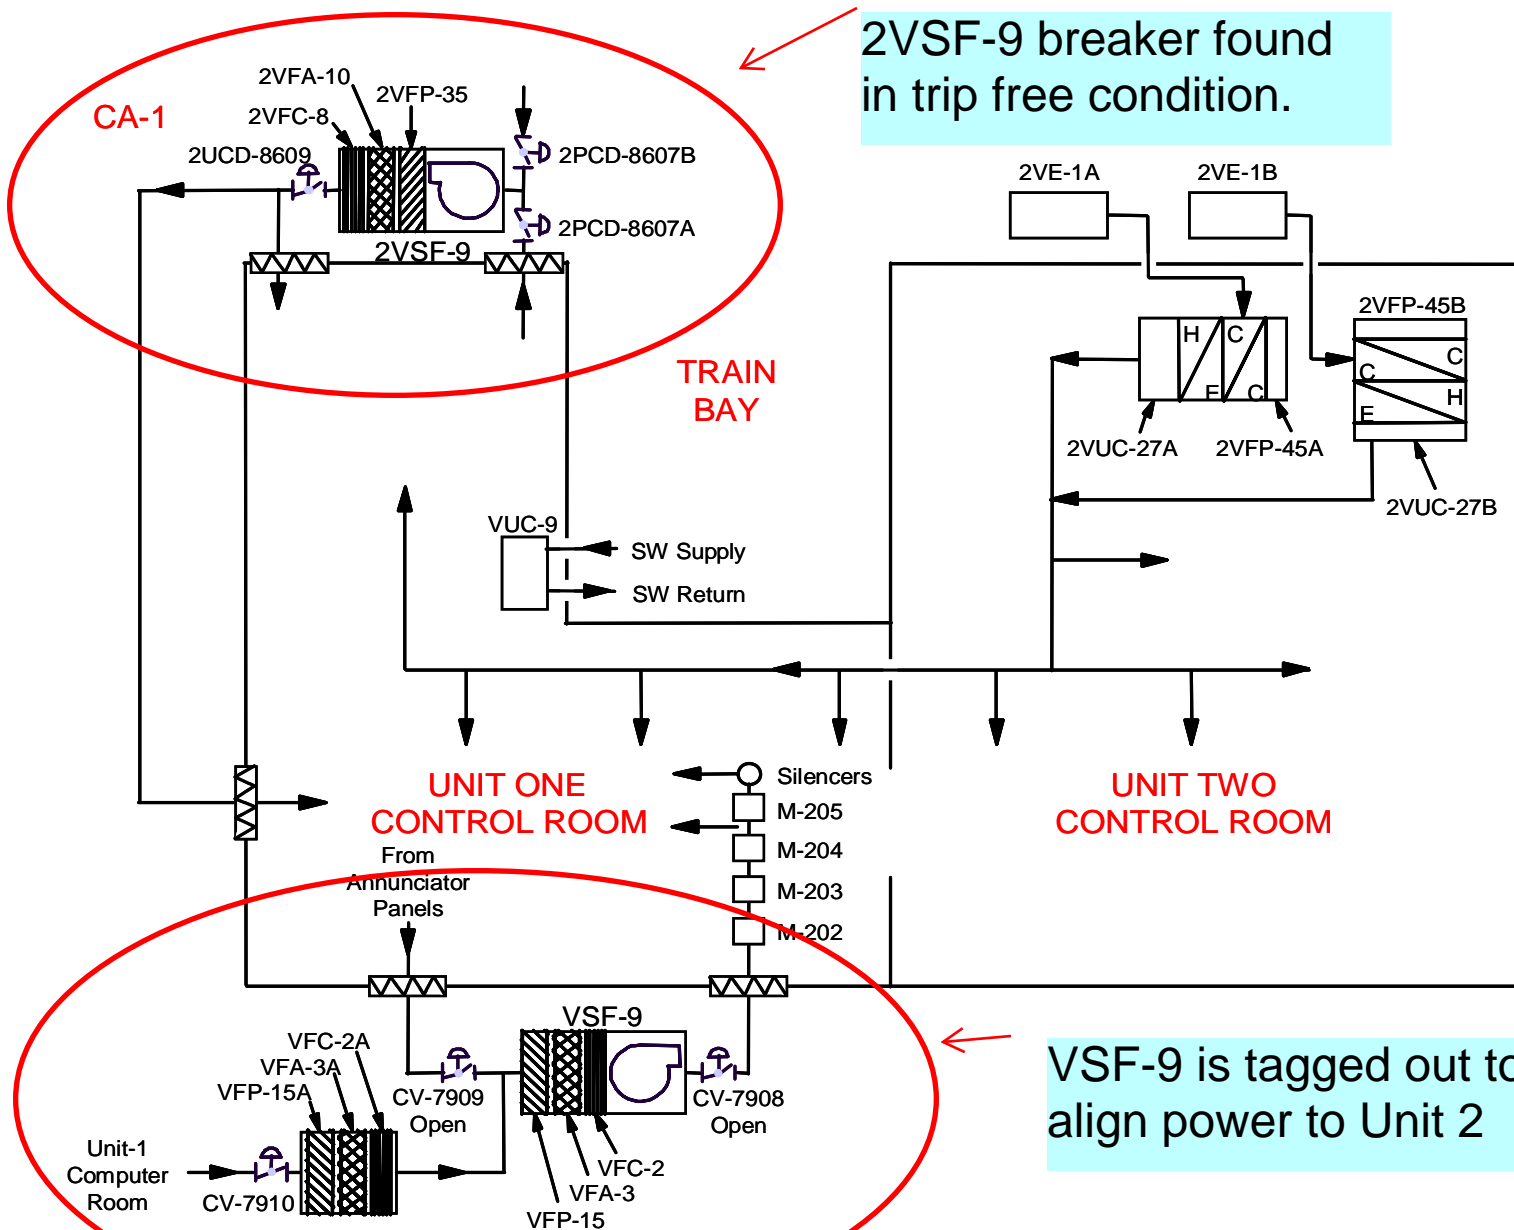 2VSF-9 breaker found
in trip free condition.
2VFA-10
2VFP-35
CA-1
2VFC-8
2UCD-8609
2PCD-8607B
2PCD-8607A
2VSF-9
2VE-1A
2VE-1B
2VFP-45B
H
C
E
C
C
C
H
E
TRAIN
BAY
2VUC-27A
2VFP-45A
2VUC-27B
VUC-9
SW Supply
SW Return
UNIT ONE
CONTROL ROOM
Silencers
M-205
M-204
M-203
M-202
UNIT TWO
CONTROL ROOM
From
Annunciator
Panels
VSF-9
VFC-2A
VFA-3A
VFP-15A
CV-7909
Open
CV-7908
Open
VSF-9 is tagged out to
align power to Unit 2
Unit-1
Computer
Room
CV-7910
VFC-2
VFA-3
VFP-15